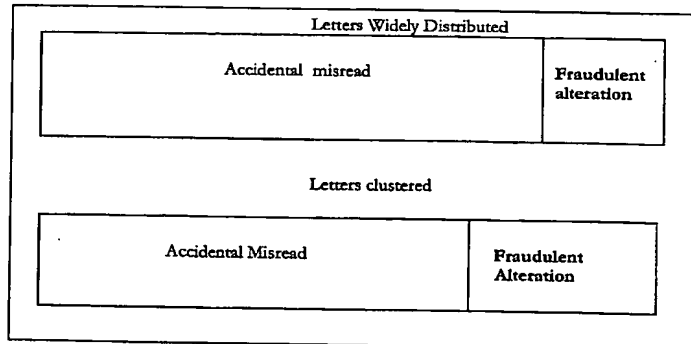 Letters Widely Distributed
Accidental misread
Fraudulent
alteration
Letters clustered
Accidental Misread
Fraudulent
Alteration